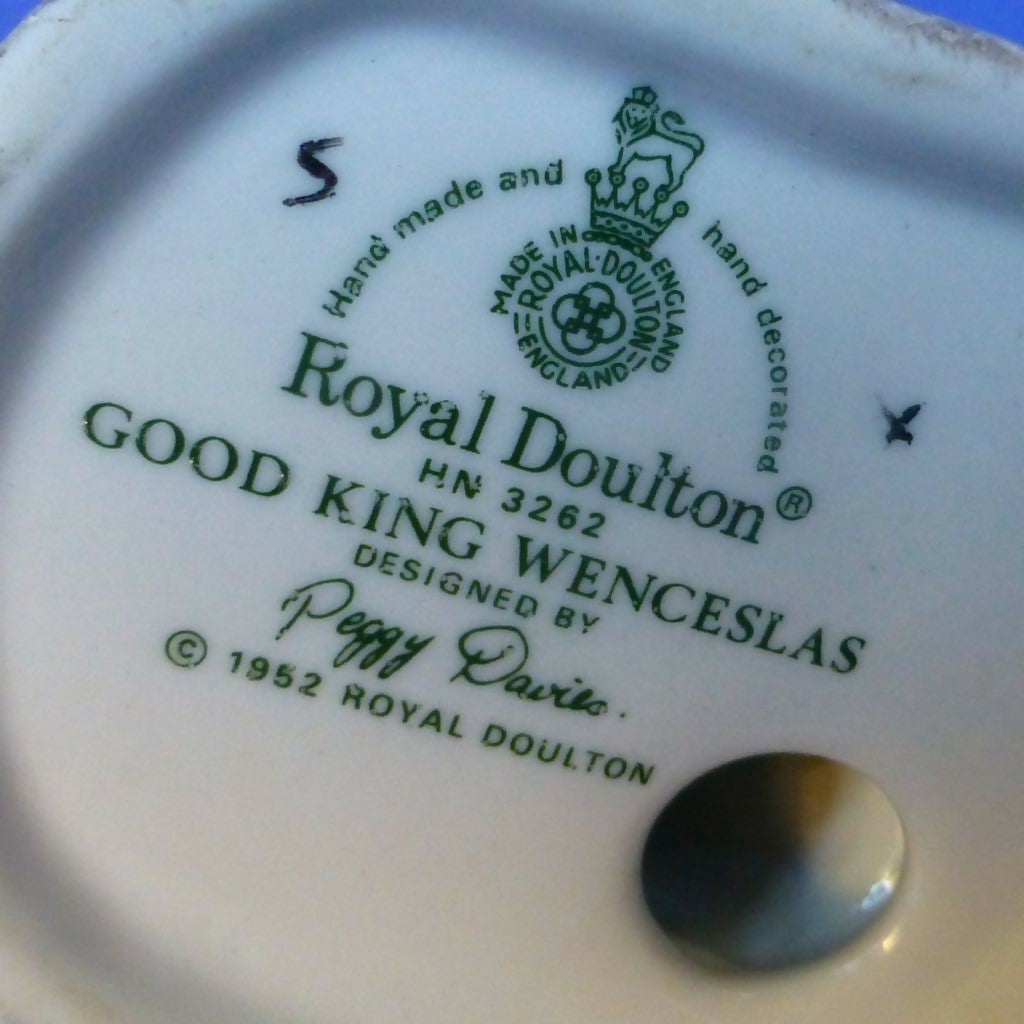 S
Hand made and hand decorated
MADE IN ENGLAND
ROYAL·DOULTON
ENGLAND
Royal Doulton®
HN 3262
GOOD KING WENCESLAS
DESIGNED BY
Peggy Davies.
© 1952 ROYAL DOULTON